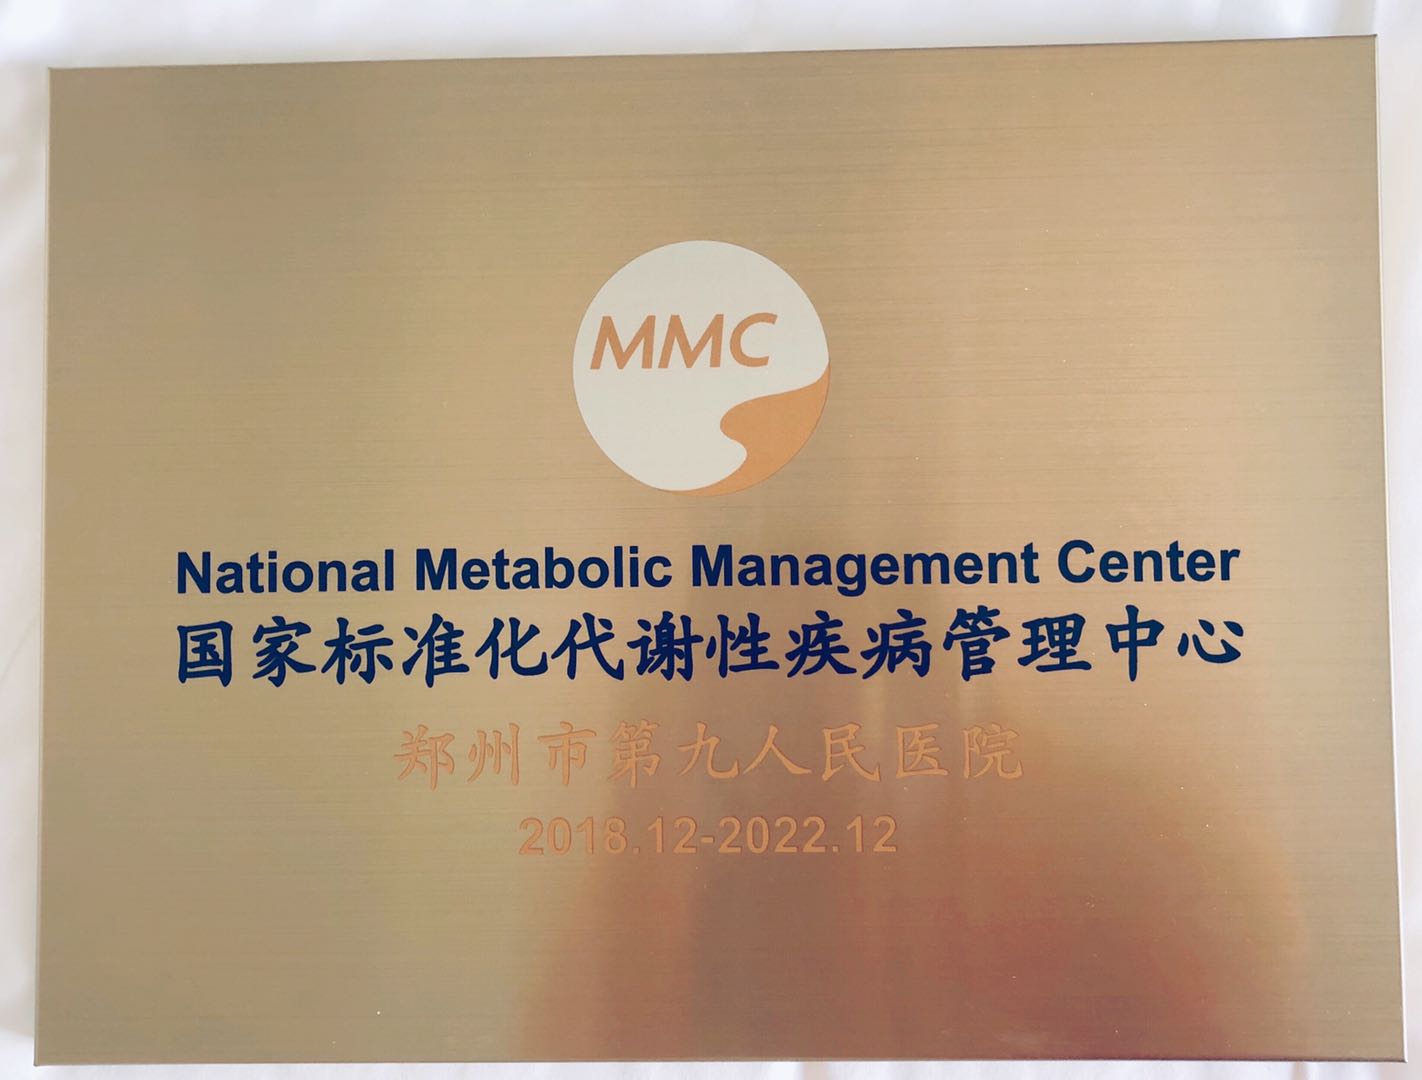 MMC
National Metabolic Management Center
国家标准化代谢性疾病管理中心
郑州市第九人民医院
2018.12-2022.12